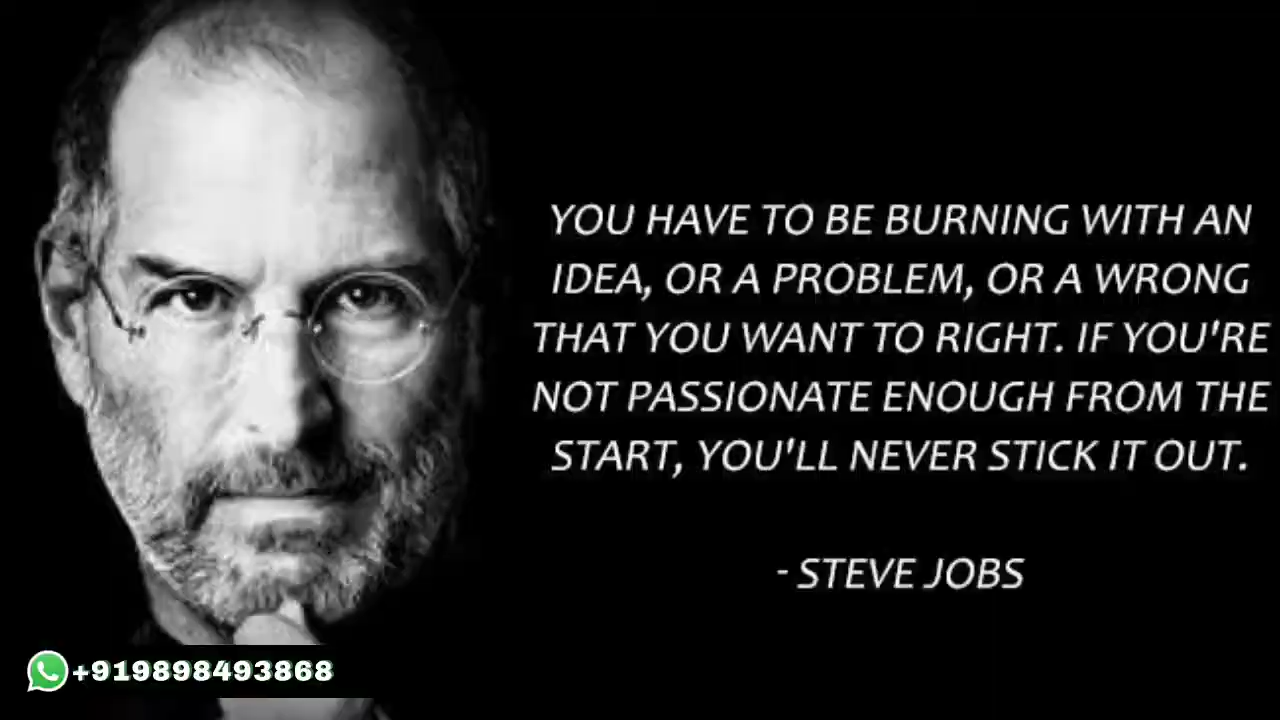 YOU HAVE TO BE BURNING WITH AN
IDEA, OR A PROBLEM, OR A WRONG
THAT YOU WANT TO RIGHT. IF YOU'RE
NOT PASSIONATE ENOUGH FROM THE
START, YOU'LL NEVER STICK IT OUT.
- STEVE JOBS
+919898493868